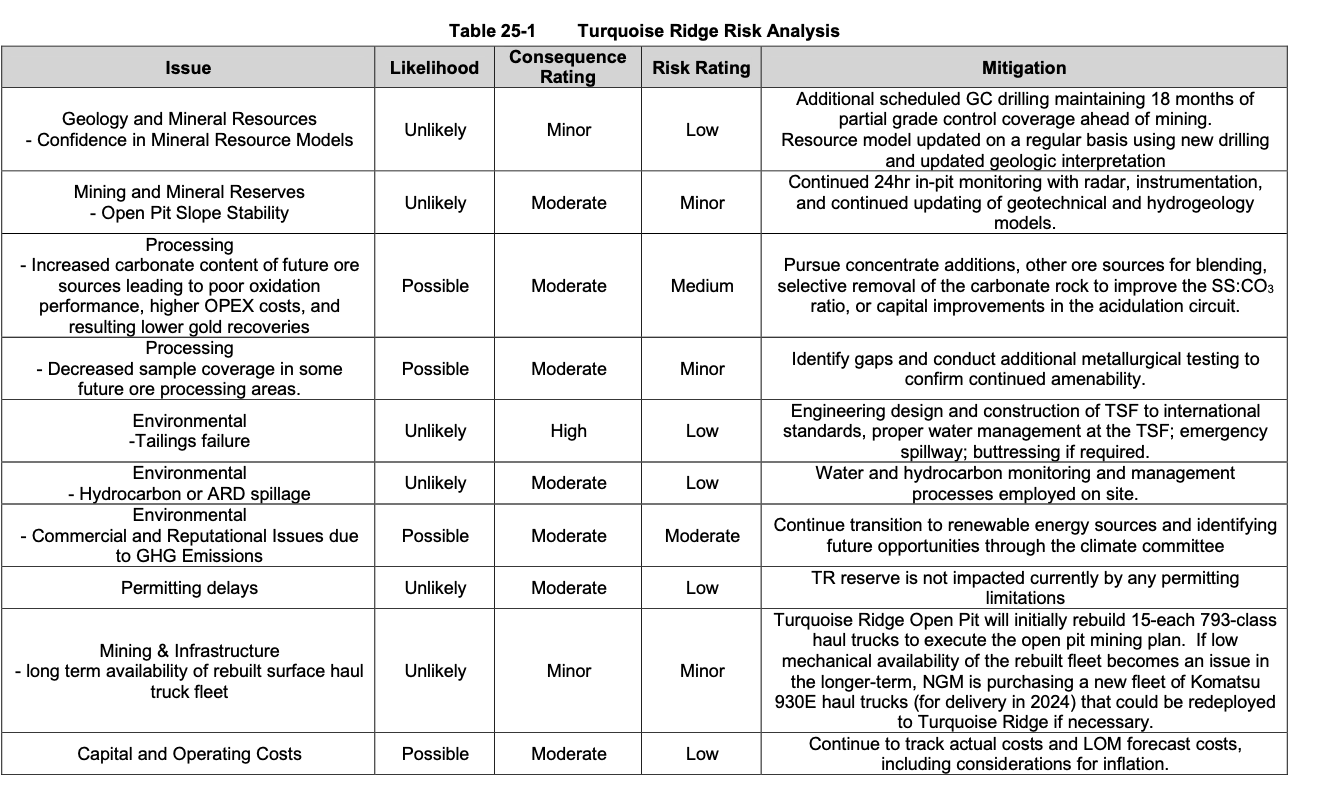 Table 25-1 Turquoise Ridge Risk Analysis
Issue Likelihood Consequence Rating Risk Rating Mitigation
Geology and Mineral Resources
- Confidence in Mineral Resource Models
Unlikely
Minor
Low
Additional scheduled GC drilling maintaining 18 months of
partial grade control coverage ahead of mining.
Resource model updated on a regular basis using new drilling
and updated geologic interpretation
Mining and Mineral Reserves
- Open Pit Slope Stability
Unlikely
Moderate
Minor
Continued 24hr in-pit monitoring with radar, instrumentation,
and continued updating of geotechnical and hydrogeology
models.
Processing
- Increased carbonate content of future ore
sources leading to poor oxidation
performance, higher OPEX costs, and
resulting lower gold recoveries
Possible
Moderate
Medium
Pursue concentrate additions, other ore sources for blending,
selective removal of the carbonate rock to improve the SS:CO₃
ratio, or capital improvements in the acidulation circuit.
Processing
- Decreased sample coverage in some
future ore processing areas.
Possible
Moderate
Minor
Identify gaps and conduct additional metallurgical testing to
confirm continued amenability.
Environmental
-Tailings failure
Unlikely
High
Low
Engineering design and construction of TSF to international
standards, proper water management at the TSF; emergency
spillway; buttressing if required.
Environmental
- Hydrocarbon or ARD spillage
Unlikely
Moderate
Low
Water and hydrocarbon monitoring and management
processes employed on site.
Environmental
- Commercial and Reputational Issues due
to GHG Emissions
Possible
Moderate
Moderate
Continue transition to renewable energy sources and identifying
future opportunities through the climate committee
Permitting delays
Unlikely
Moderate
Low
TR reserve is not impacted currently by any permitting
limitations
Mining & Infrastructure
- long term availability of rebuilt surface haul
truck fleet
Unlikely
Minor
Minor
Turquoise Ridge Open Pit will initially rebuild 15-each 793-class
haul trucks to execute the open pit mining plan. If low
mechanical availability of the rebuilt fleet becomes an issue in
the longer-term, NGM is purchasing a new fleet of Komatsu
930E haul trucks (for delivery in 2024) that could be redeployed
to Turquoise Ridge if necessary.
Capital and Operating Costs
Possible
Moderate
Low
Continue to track actual costs and LOM forecast costs,
including considerations for inflation.